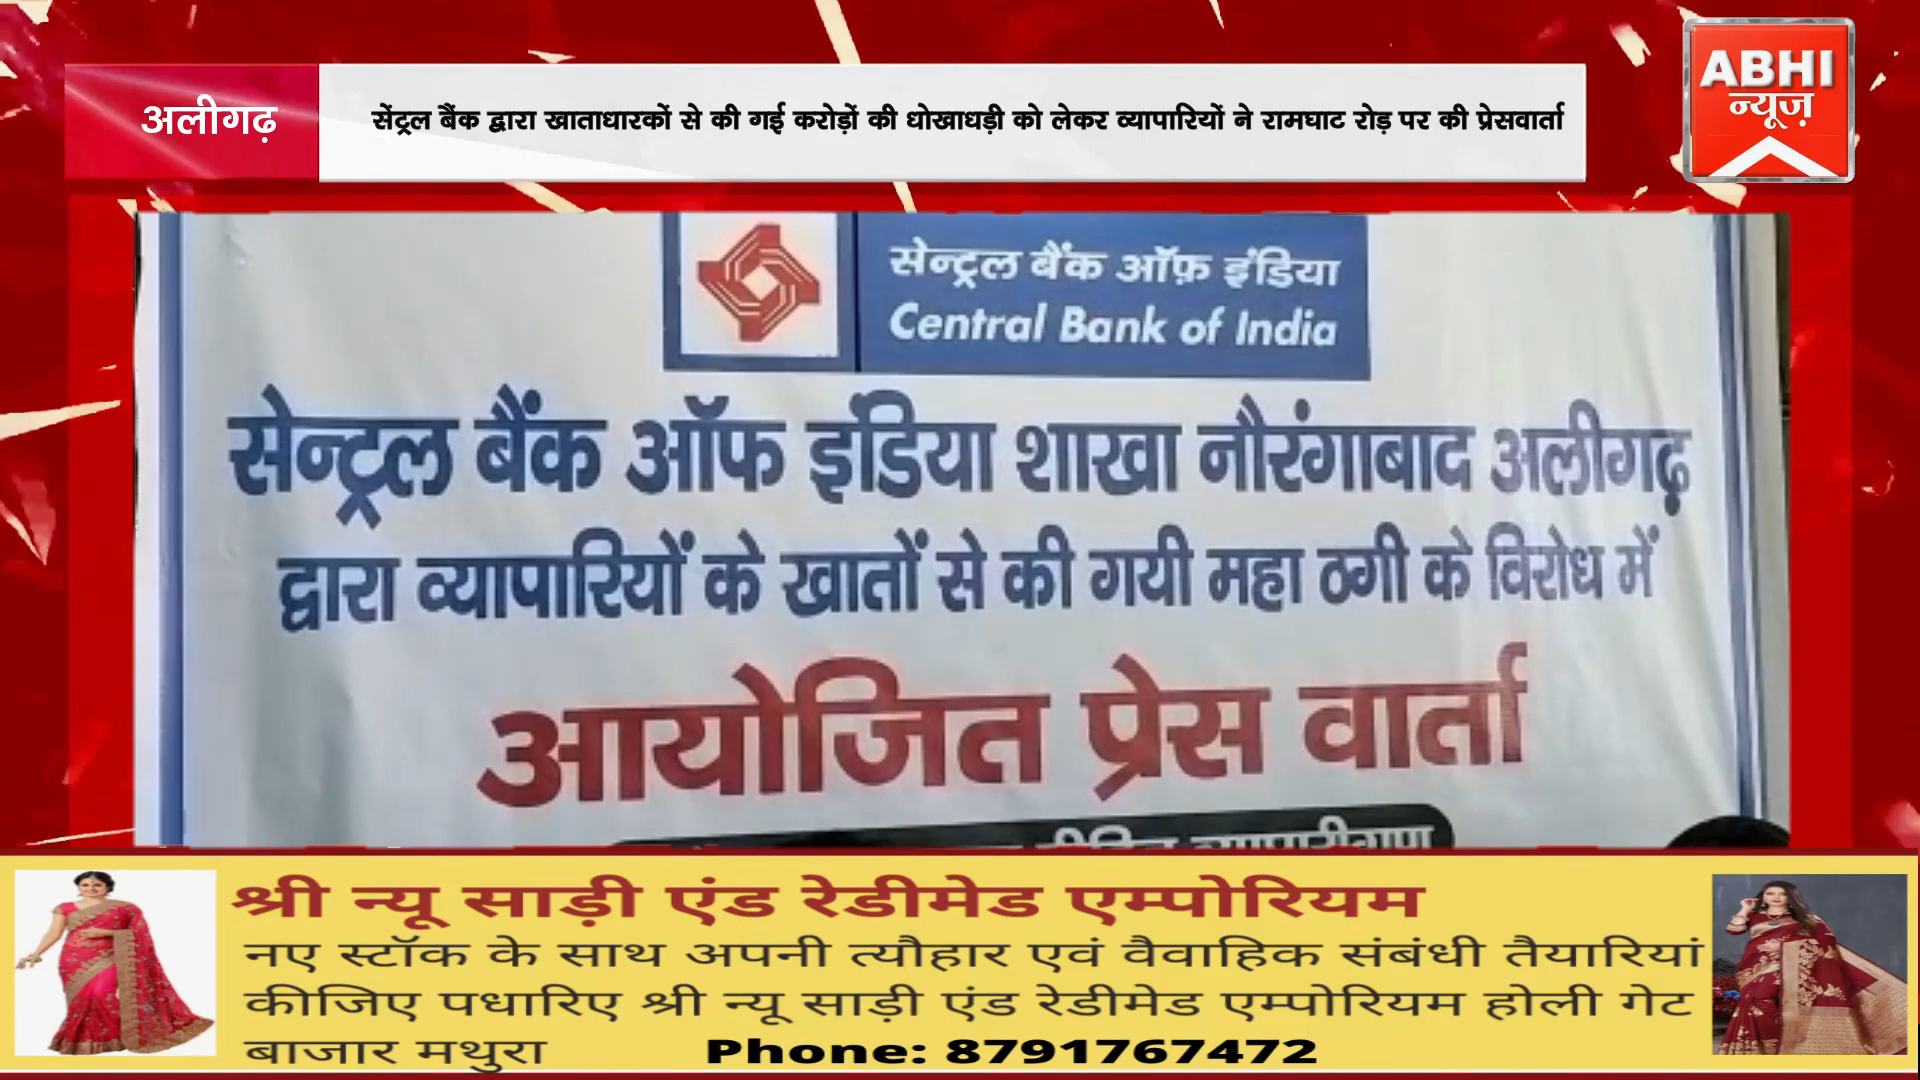 अलीगढ़
सेंट्रल बैंक द्वारा खाताधारकों से की गई करोड़ों की धोखाधड़ी को लेकर व्यापारियों ने रामघाट रोड़ पर की प्रेसवार्ता
ABHI
न्यूज़
सेन्ट्रल बैंक ऑफ़ इंडिया
Central Bank of India
सेन्ट्रल बैंक ऑफ इंडिया शाखा नौरंगाबाद अलीगढ़
द्वारा व्यापारियों के खातों से की गयी महा ठगी के विरोध में
आयोजित प्रेस वार्ता
श्री न्यू साड़ी एंड रेडीमेड एम्पोरियम
नए स्टॉक के साथ अपनी त्यौहार एवं वैवाहिक संबंधी तैयारियां
कीजिए पधारिए श्री न्यू साड़ी एंड रेडीमेड एम्पोरियम होली गेट
बाजार मथुरा Phone: 8791767472